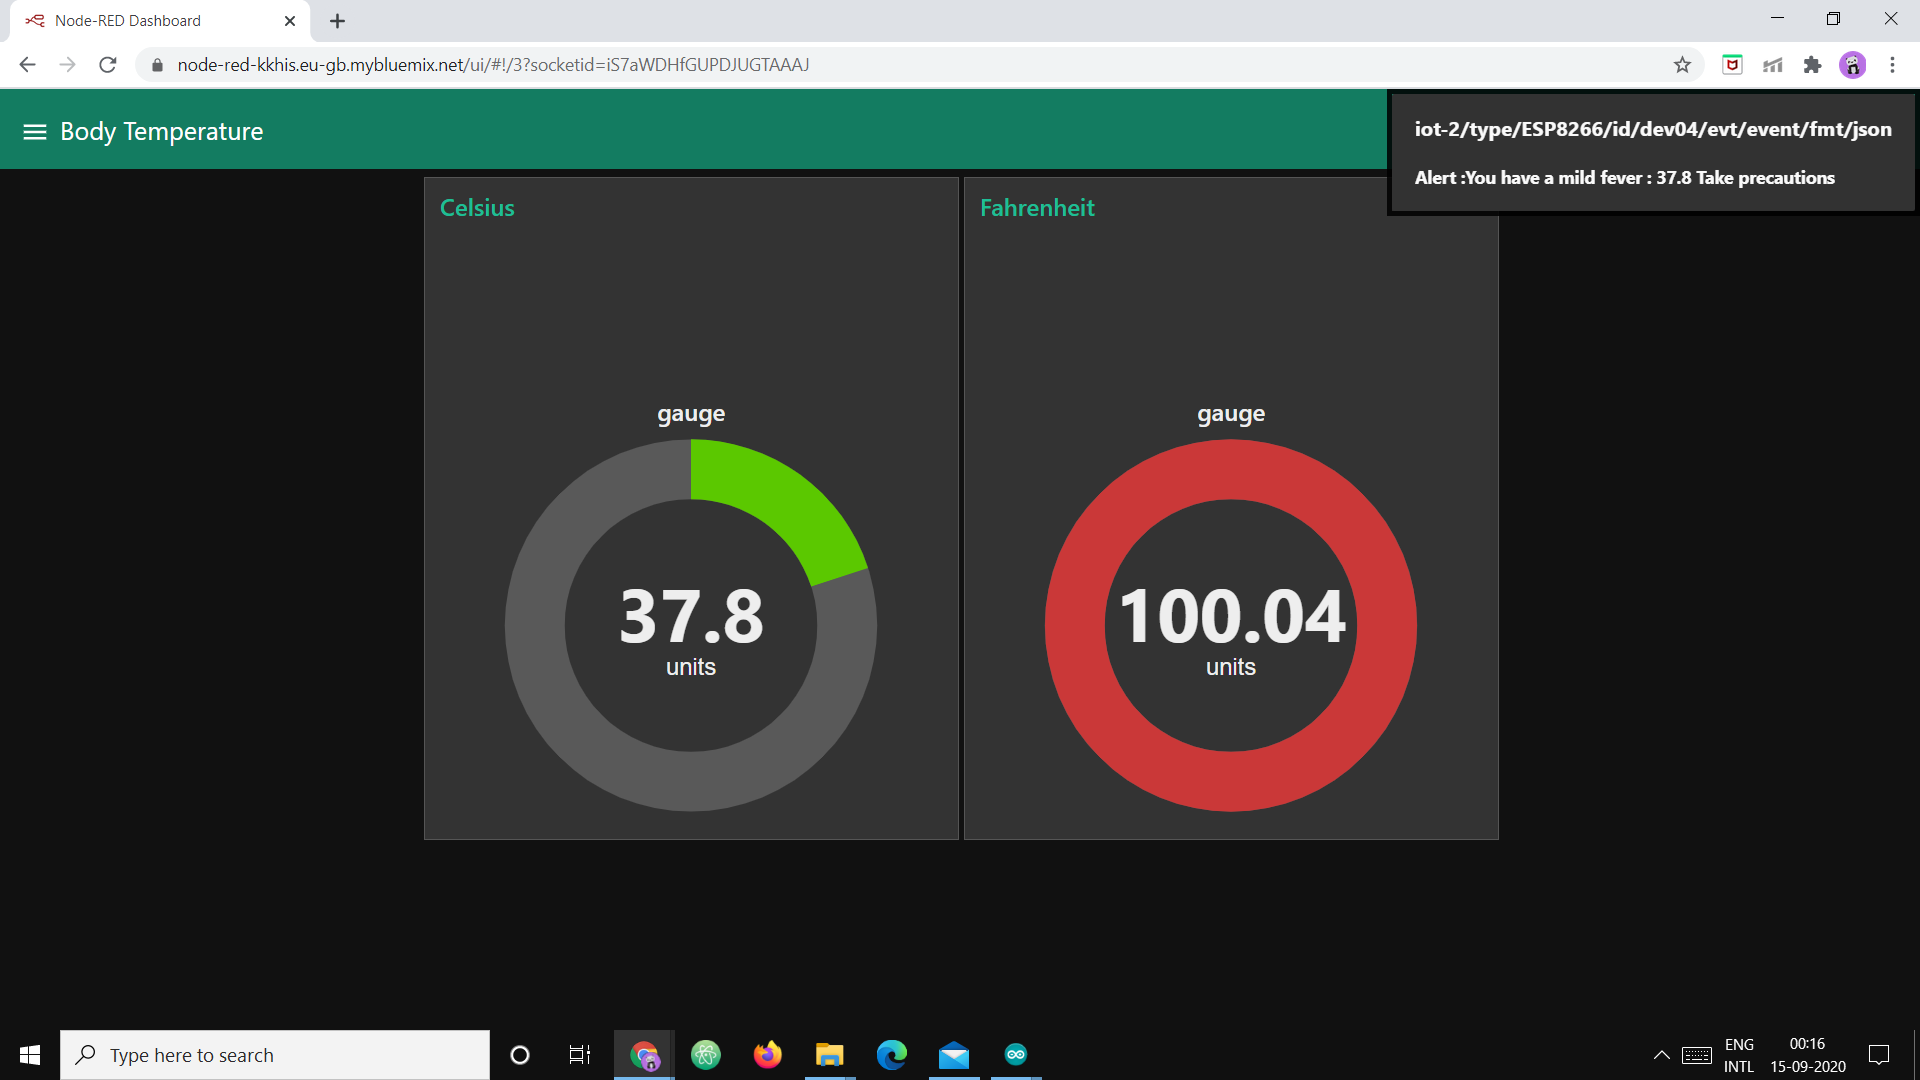 Node-RED Dashboard
node-red-kkhis.eu-gb.mybluemix.net/ui/#!/3?socketid=iS7aWDHfGUPDJUGTAAAJ
Body Temperature
iot-2/type/ESP8266/id/dev04/evt/event/fmt/json
Alert :You have a mild fever : 37.8 Take precautions
Celsius
gauge
37.8
units
Fahrenheit
gauge
100.04
units
Type here to search
ENG
INTL
00:16
15-09-2020